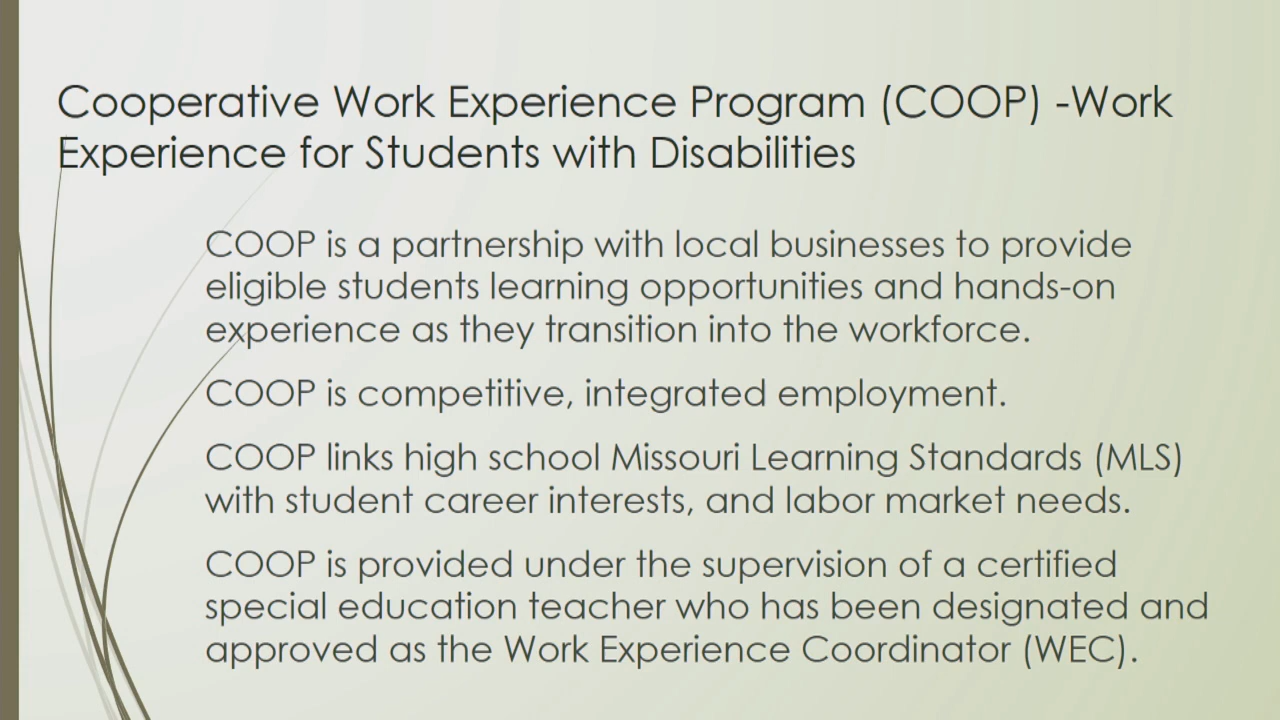 Cooperative Work Experience Program (COOP) -Work
Experience for Students with Disabilities
COOP is a partnership with local businesses to provide
eligible students learning opportunities and hands-on
experience as they transition into the workforce.
COOP is competitive, integrated employment.
COOP links high school Missouri Learning Standards (MLS)
with student career interests, and labor market needs.
COOP is provided under the supervision of a certified
special education teacher who has been designated and
approved as the Work Experience Coordinator (WEC).